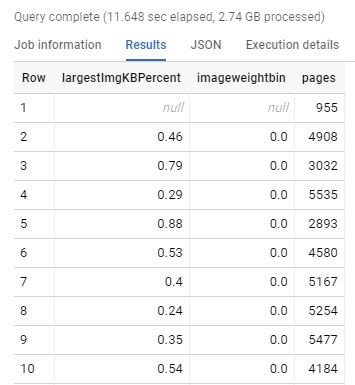 Query complete (11.648 sec elapsed, 2.74 GB processed)
Job information Results JSON Execution details
Row largestImgKBPercent imageweightbin pages
1 null null 955
2 0.46 0.0 4908
3 0.79 0.0 3032
4 0.29 0.0 5535
5 0.88 0.0 2893
6 0.53 0.0 4580
7 0.4 0.0 5167
8 0.24 0.0 5254
9 0.35 0.0 5477
10 0.54 0.0 4184